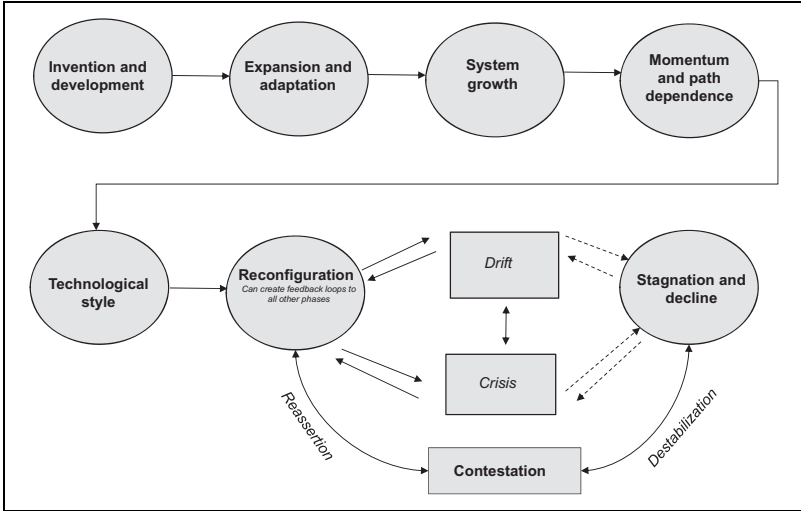 Invention and
development
Expansion and
adaptation
System
growth
Momentum
and path
dependence
Technological
style
Reconfiguration
Can create feedback loops to
all other phases
Drift
Stagnation and
decline
Crisis
Reassertion
Contestation
Destabilization